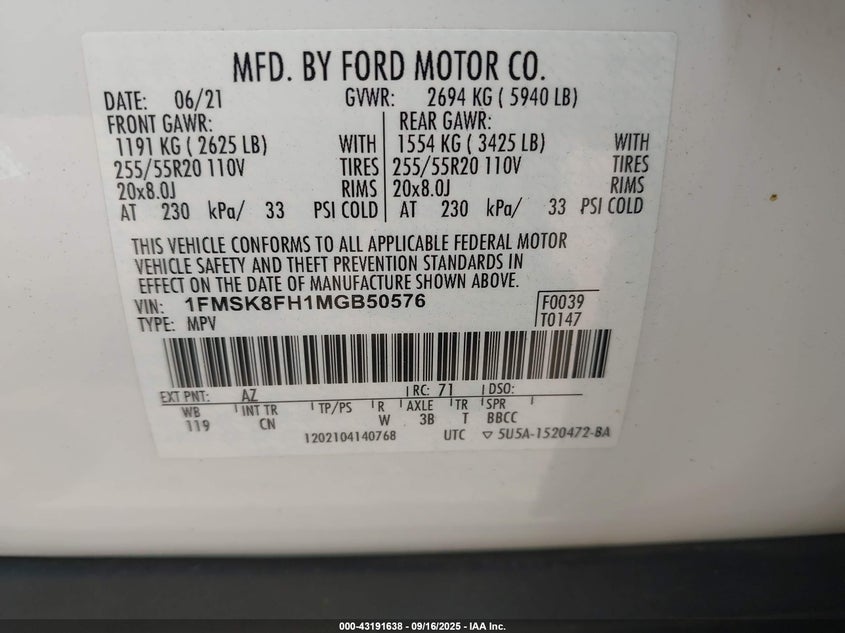 MFD. BY FORD MOTOR CO.
DATE: 06/21 GVWR: 2694 KG ( 5940 LB)
FRONT GAWR: REAR GAWR:
1191 KG ( 2625 LB) WITH 1554 KG ( 3425 LB) WITH
255/55R20 110V TIRES 255/55R20 110V TIRES
20x8.0J RIMS 20x8.0J RIMS
AT 230 kPa/ 33 PSI COLD AT 230 kPa/ 33 PSI COLD
THIS VEHICLE CONFORMS TO ALL APPLICABLE FEDERAL MOTOR
VEHICLE SAFETY AND THEFT PREVENTION STANDARDS IN
EFFECT ON THE DATE OF MANUFACTURE SHOWN ABOVE.
VIN: 1FMSK8FH1MGB50576 F0039
TYPE: MPV T0147
EXT PNT: AZ RC: 71 DSO:
WB INT TR TP/PS R AXLE TR SPR
119 CN W 3B T BBCC
1202104140768 UTC ▽ 5U5A-1520472-BA
000-43191638 - 09/16/2025 - IAA Inc.